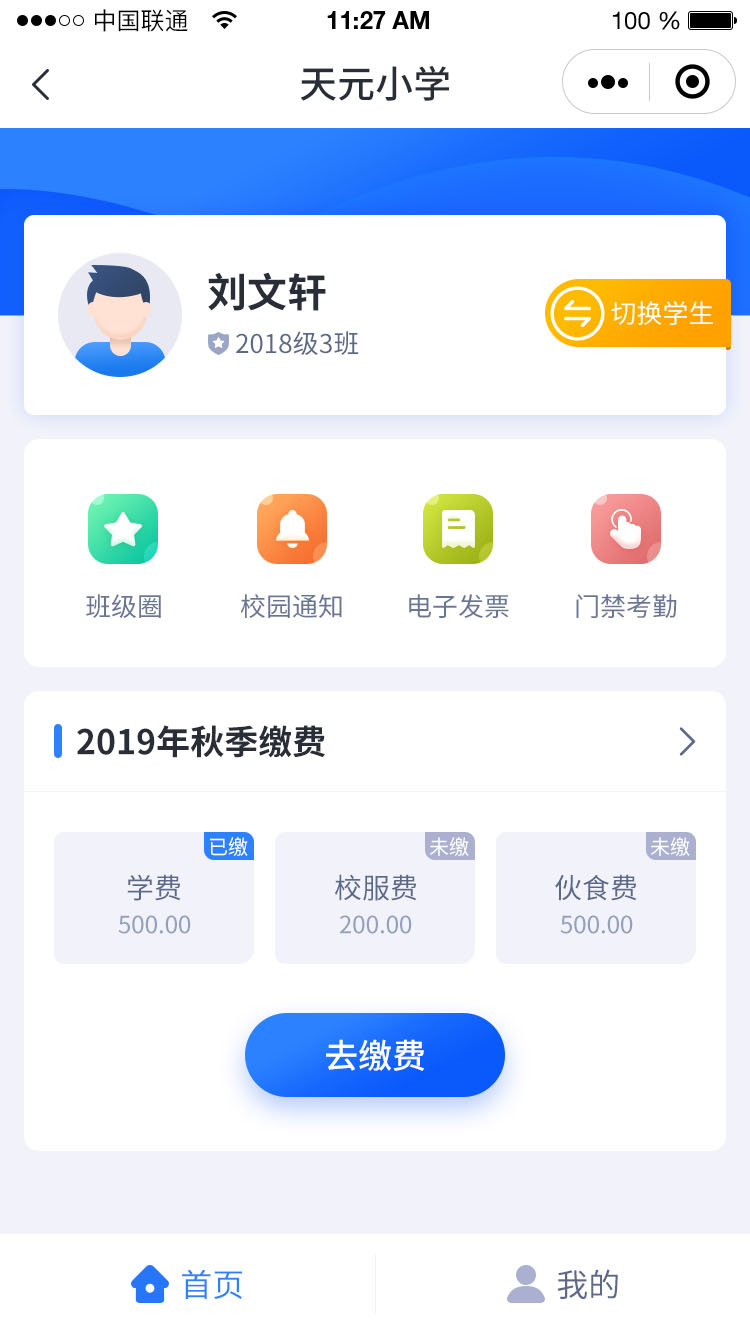 中国联通 11:27 AM 100 %
天元小学
刘文轩
2018级3班
切换学生
班级圈 校园通知 电子发票 门禁考勤
2019年秋季缴费
已缴 未缴 未缴
学费 校服费 伙食费
500.00 200.00 500.00
去缴费
首页 我的